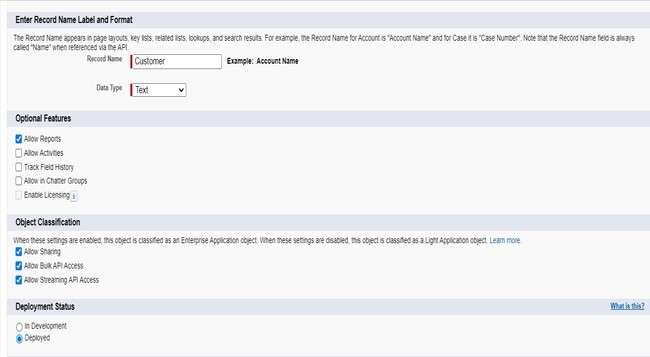 Enter Record Name Label and Format
The Record Name appears in page layouts, key lists, related lists, lookups, and search results. For example, the Record Name for Account is "Account Name" and for Case it is "Case Number". Note that the Record Name field is always
called "Name" when referenced via the API.
Record Name Customer Example: Account Name
Data Type Text
Optional Features
Allow Reports
Allow Activities
Track Field History
Allow in Chatter Groups
Enable Licensing i
Object Classification
When these settings are enabled, this object is classified as an Enterprise Application object. When these settings are disabled, this object is classified as a Light Application object. Learn more.
Allow Sharing
Allow Bulk API Access
Allow Streaming API Access
Deployment Status What is this?
In Development
Deployed